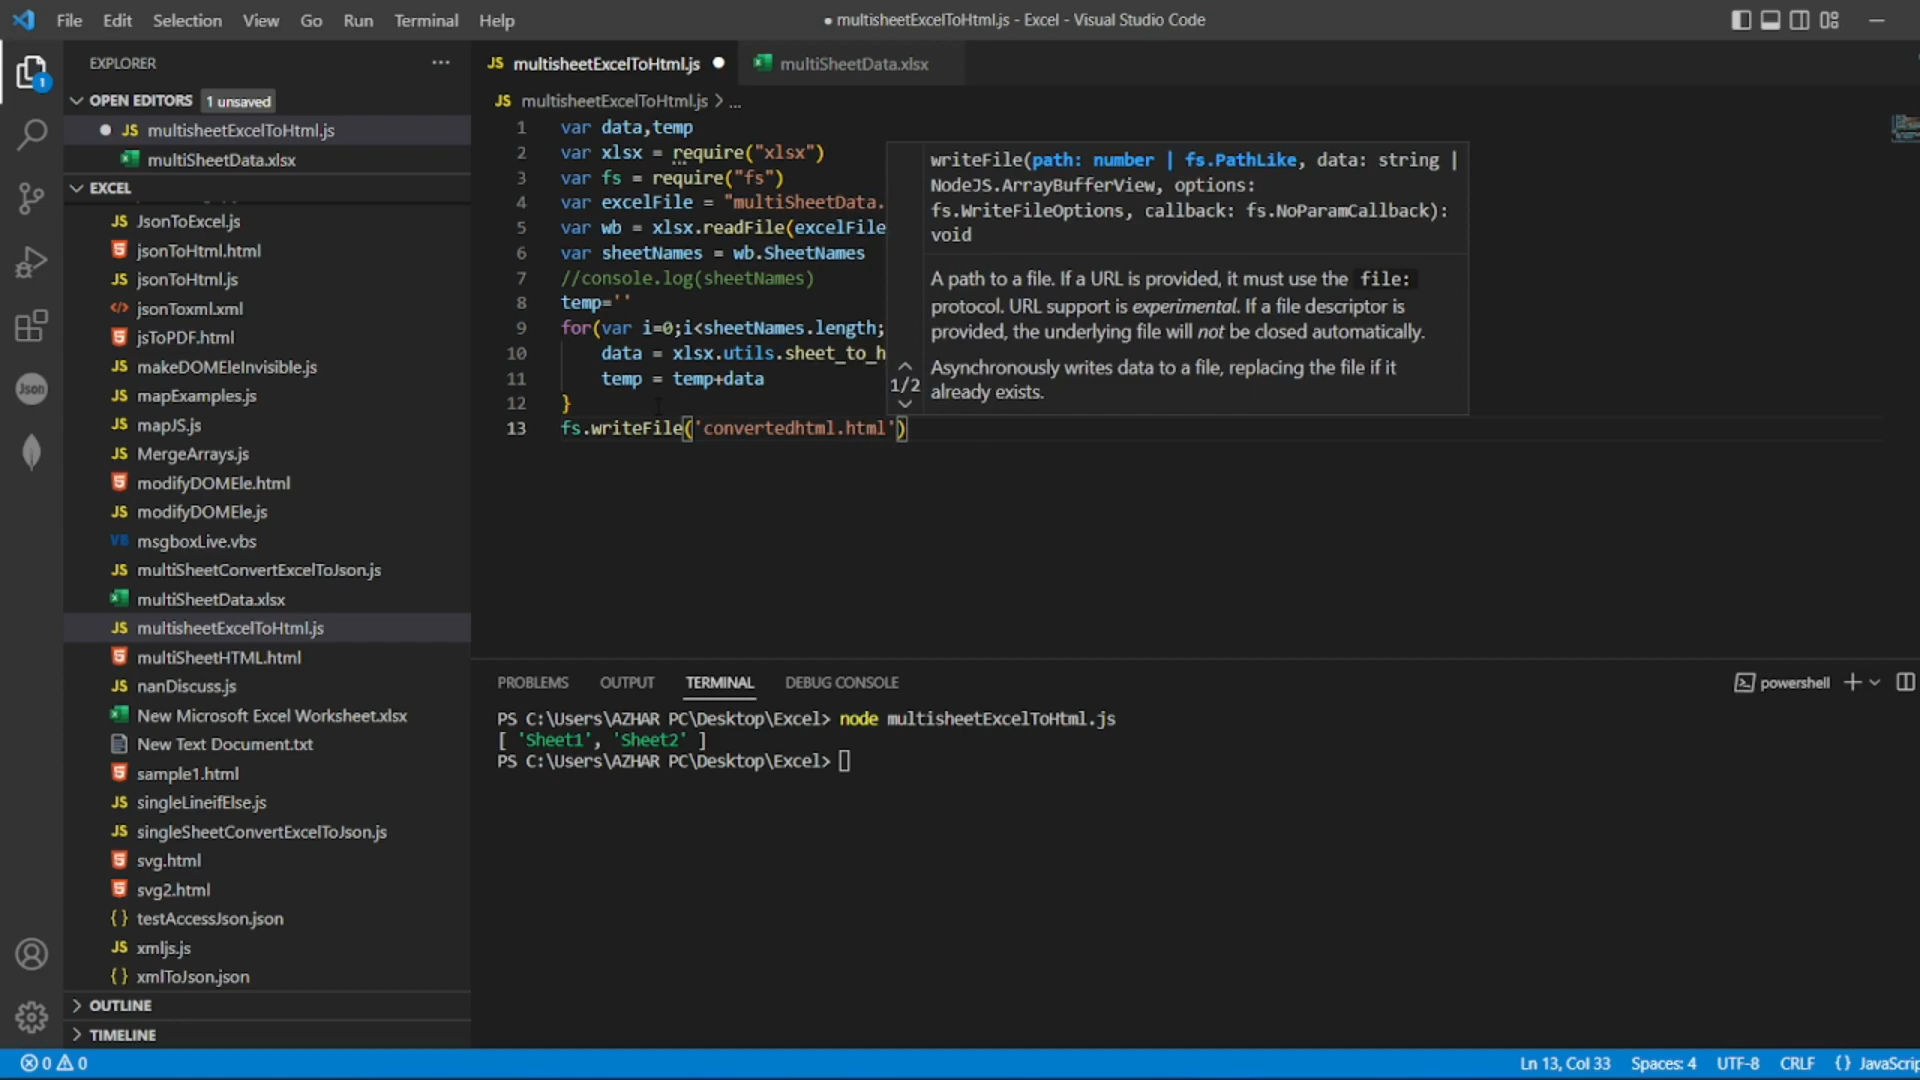 File Edit Selection View Go Run Terminal Help
● multisheetExcelToHtml.js - Excel - Visual Studio Code
EXPLORER
OPEN EDITORS 1 unsaved
JS multisheetExcelToHtml.js
multiSheetData.xlsx
EXCEL
JS JsonToExcel.js
jsonToHtml.html
JS jsonToHtml.js
jsonToxml.xml
jsToPDF.html
JS makeDOMEleInvisible.js
JS mapExamples.js
JS mapJS.js
JS MergeArrays.js
modifyDOMEle.html
JS modifyDOMEle.js
msgboxLive.vbs
JS multiSheetConvertExcelToJson.js
multiSheetData.xlsx
JS multisheetExcelToHtml.js
multiSheetHTML.html
JS nanDiscuss.js
New Microsoft Excel Worksheet.xlsx
New Text Document.txt
sample1.html
JS singleLineifElse.js
JS singleSheetConvertExcelToJson.js
svg.html
svg2.html
{} testAccessJson.json
JS xmljs.js
{} xmlToJson.json
OUTLINE
TIMELINE
JS multisheetExcelToHtml.js
multiSheetData.xlsx
JS multisheetExcelToHtml.js > ...
1 var data,temp
2 var xlsx = require("xlsx")
3 var fs = require("fs")
4 var excelFile = "multiSheetData.
5 var wb = xlsx.readFile(excelFile
6 var sheetNames = wb.SheetNames
7 //console.log(sheetNames)
8 temp=''
9 for(var i=0;i<sheetNames.length;
10 data = xlsx.utils.sheet_to_h
11 temp = temp+data
12 }
13 fs.writeFile('convertedhtml.html')
writeFile(path: number | fs.PathLike, data: string |
NodeJS.ArrayBufferView, options:
fs.WriteFileOptions, callback: fs.NoParamCallback):
void
A path to a file. If a URL is provided, it must use the file:
protocol. URL support is experimental. If a file descriptor is
provided, the underlying file will not be closed automatically.
1/2
Asynchronously writes data to a file, replacing the file if it
already exists.
PROBLEMS OUTPUT TERMINAL DEBUG CONSOLE
powershell
PS C:\Users\AZHAR PC\Desktop\Excel> node multisheetExcelToHtml.js
[ 'Sheet1', 'Sheet2' ]
PS C:\Users\AZHAR PC\Desktop\Excel>
0 0
Ln 13, Col 33 Spaces: 4 UTF-8 CRLF {} JavaScrip